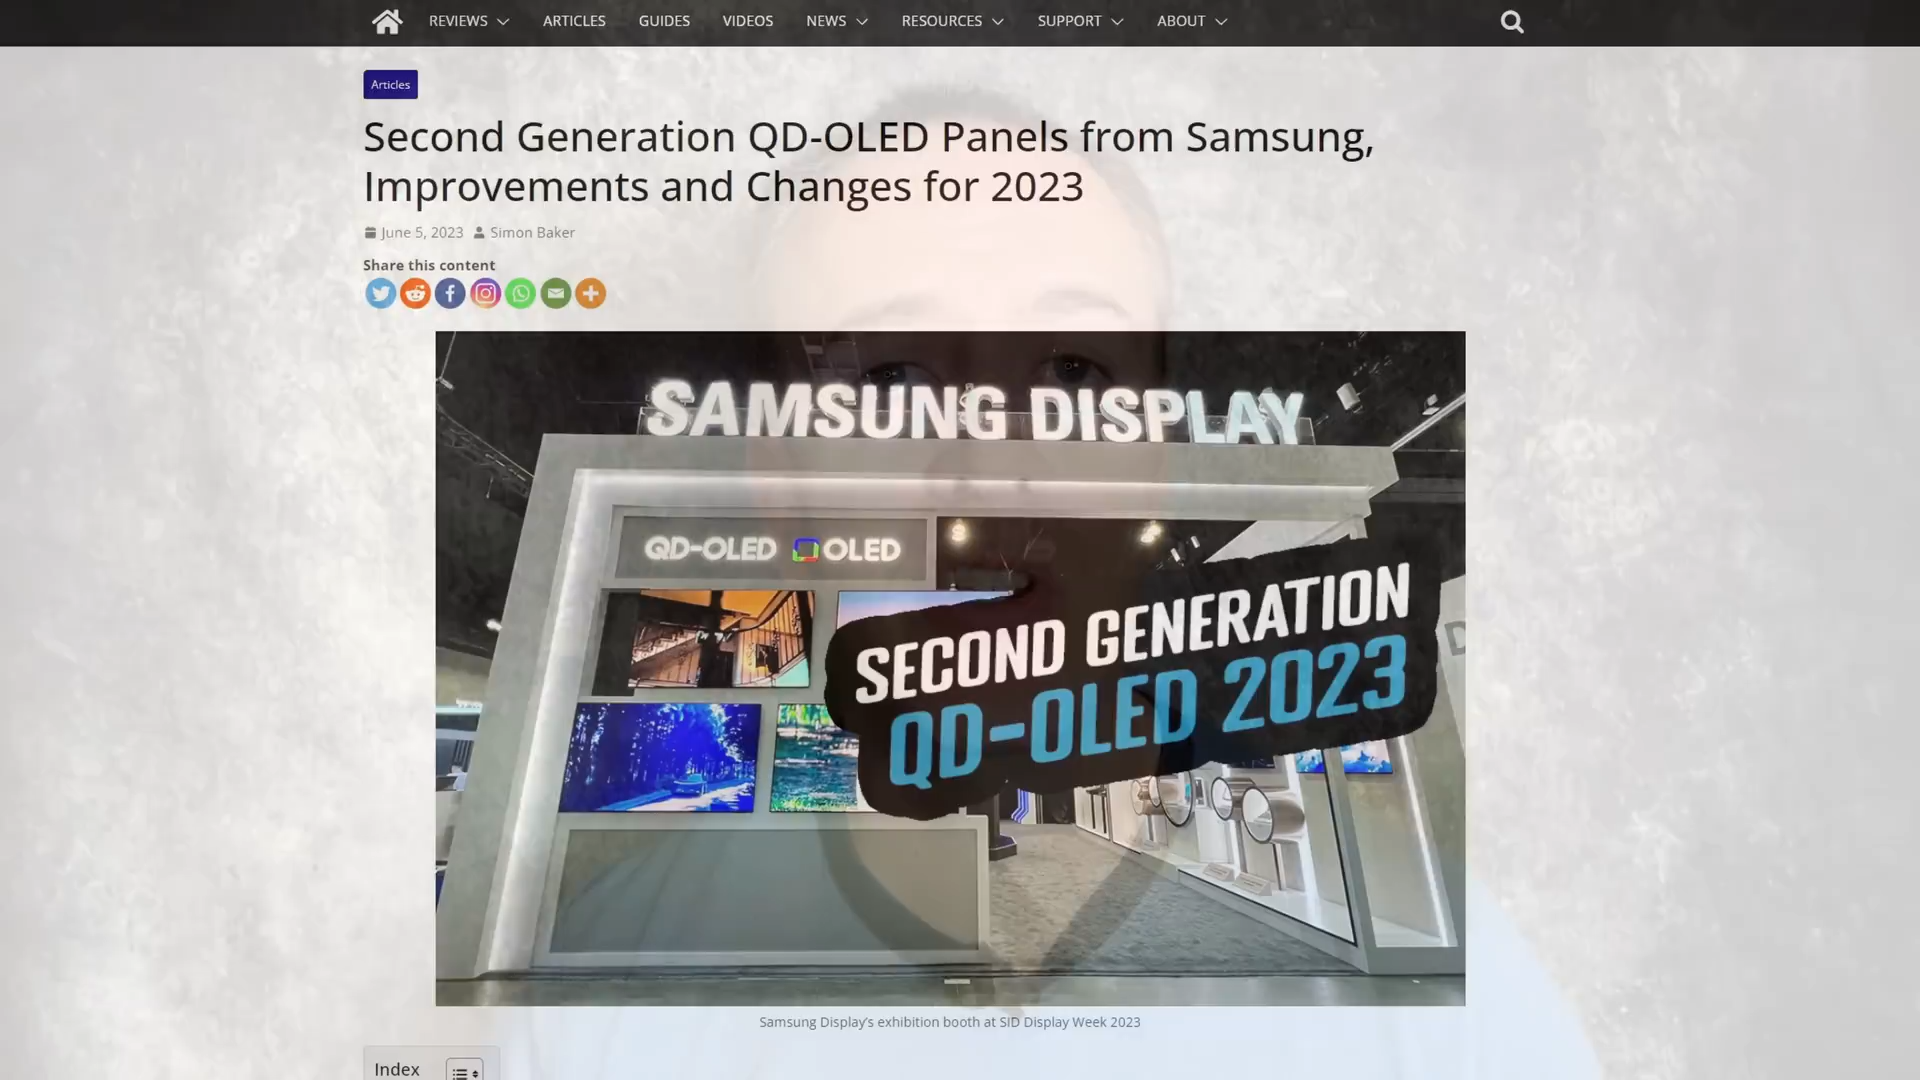 REVIEWS ARTICLES GUIDES VIDEOS NEWS RESOURCES SUPPORT ABOUT
Articles
Second Generation QD-OLED Panels from Samsung,
Improvements and Changes for 2023
June 5, 2023 Simon Baker
Share this content
SAMSUNG DISPLAY
QD-OLED OLED
SECOND GENERATION
QD-OLED 2023
Samsung Display's exhibition booth at SID Display Week 2023
Index